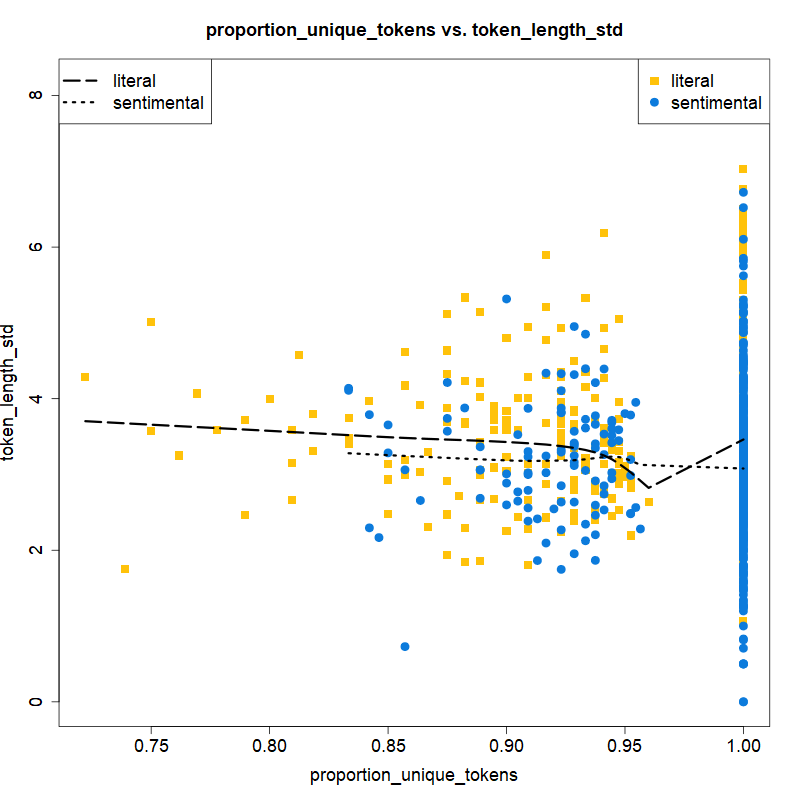 proportion_unique_tokens vs. token_length_std
literal
sentimental
literal
sentimental
token_length_std
8
6
4
2
0
0.75 0.80 0.85 0.90 0.95 1.00
proportion_unique_tokens